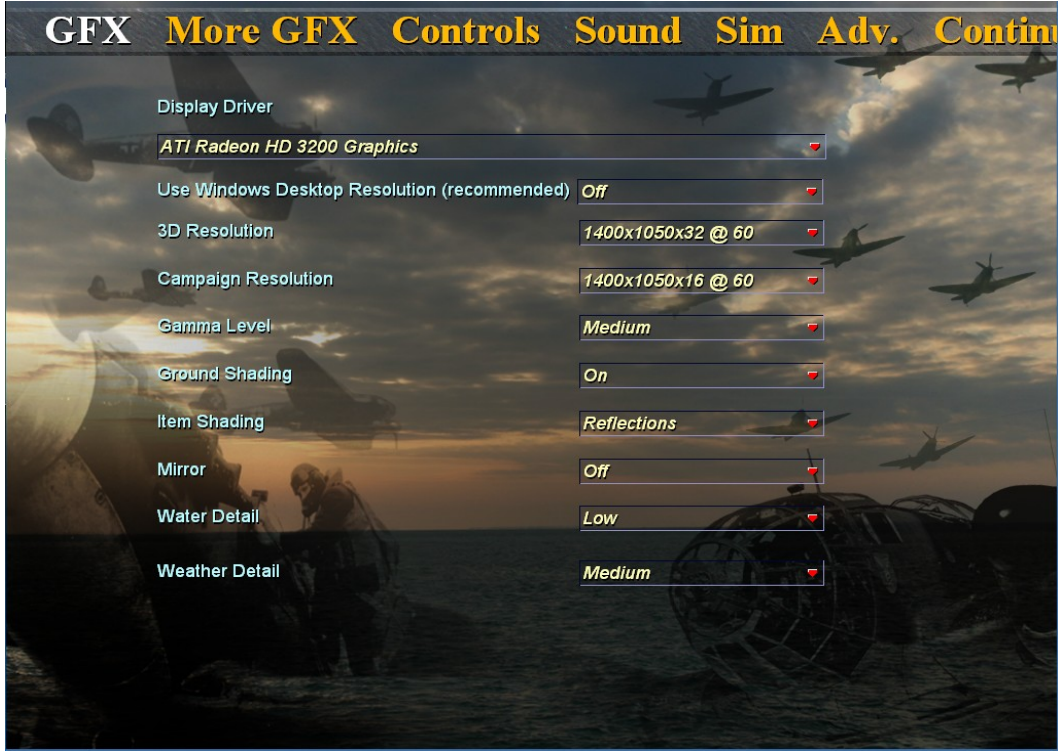 GFX More GFX Controls Sound Sim Adv. Continu
Display Driver
ATI Radeon HD 3200 Graphics
Use Windows Desktop Resolution (recommended) Off
3D Resolution 1400x1050x32 @ 60
Campaign Resolution 1400x1050x16 @ 60
Gamma Level Medium
Ground Shading On
Item Shading Reflections
Mirror Off
Water Detail Low
Weather Detail Medium